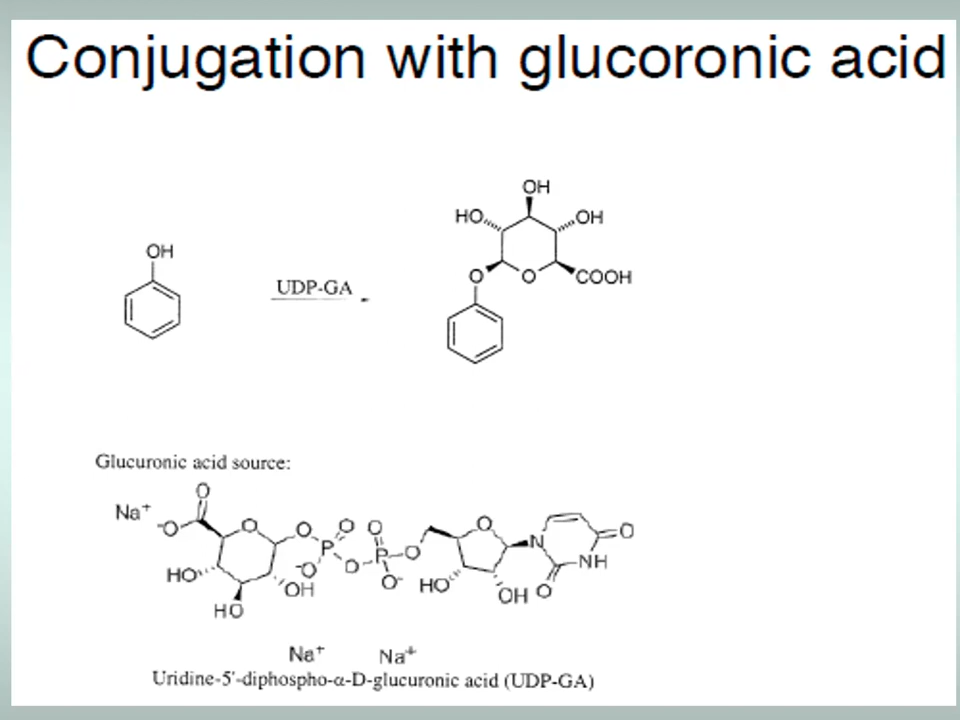 Conjugation with glucoronic acid
OH
HO
OH
OH
UDP-GA
O
O
COOH
Glucuronic acid source:
Na+
O
-O
O
O
O
O
O
O
P
P
O
O
N
O
-O
O
O-
NH
HO
OH
HO
OH
O
HO
Na+ Na+
Uridine-5'-diphospho-α-D-glucuronic acid (UDP-GA)